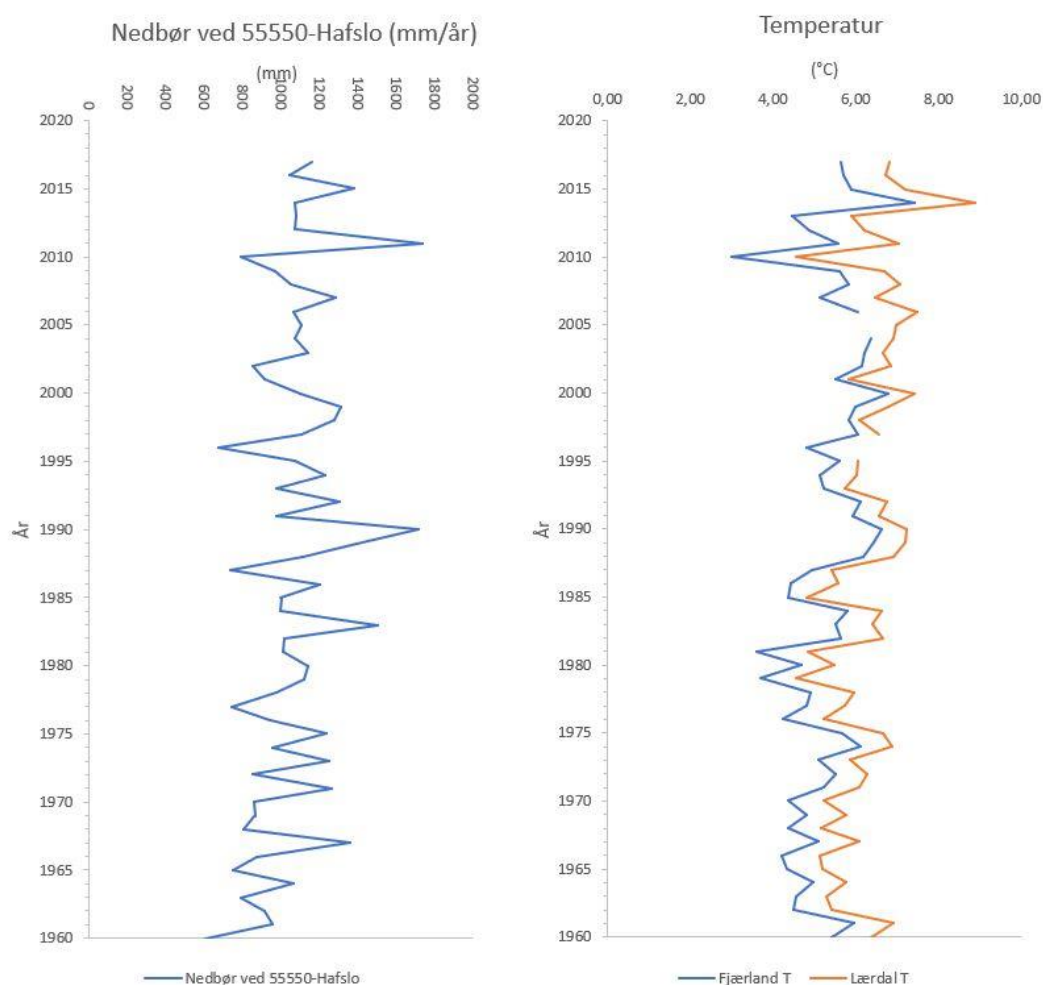 Nedbør ved 55550-Hafslo (mm/år)
(mm)
0 200 400 600 800 1000 1200 1400 1600 1800 2000
2020
2015
2010
2005
2000
1995
1990
1985
1980
1975
1970
1965
1960
År
Nedbør ved 55550-Hafslo
Temperatur
(°C)
0,00 2,00 4,00 6,00 8,00 10,00
2020
2015
2010
2005
2000
1995
1990
1985
1980
1975
1970
1965
1960
År
Fjærland T Lærdal T